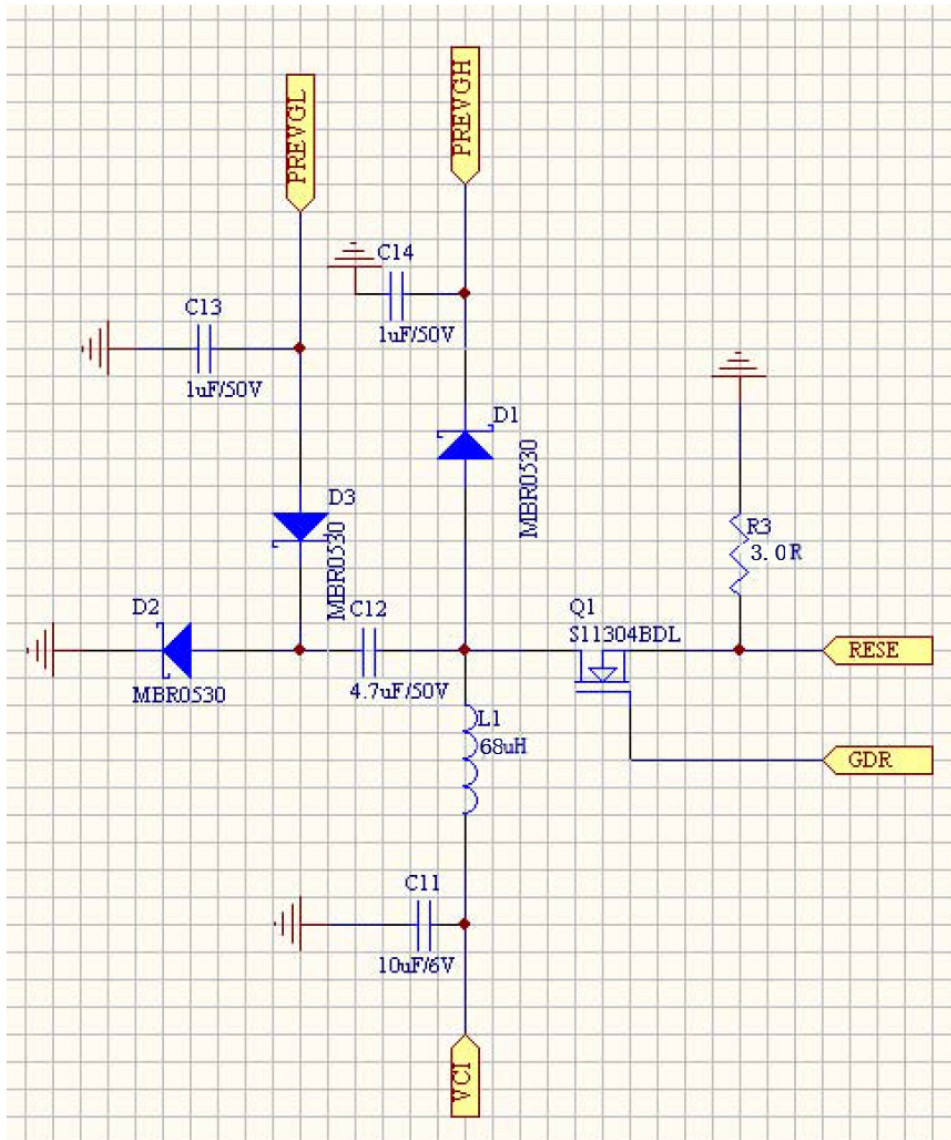 PREVGL
PREVGH
C14
1uF/50V
C13
1uF/50V
D1
MBR0530
D3
MBR0530
R3
3.0R
D2
MBR0530
C12
4.7uF/50V
Q1
S11304BDL
RESE
GDR
L1
68uH
C11
10uF/6V
VCI